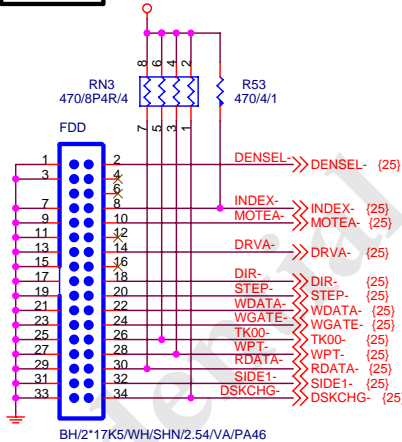 8 6 4 2
RN3
470/8P4R/4
R53
470/4/1
7 5 3 1
FDD
1 2 DENSEL- DENSEL- {25}
3 4
6
7 8 INDEX- INDEX- {25}
9 10 MOTEA- MOTEA- {25}
11 12
13 14 DRVA- DRVA- {25}
15 16
17 18 DIR- DIR- {25}
19 20 STEP- STEP- {25}
21 22 WDATA- WDATA- {25}
23 24 WGATE- WGATE- {25}
25 26 TK00- TK00- {25}
27 28 WPT- WPT- {25}
29 30 RDATA- RDATA- {25}
31 32 SIDE1- SIDE1- {25}
33 34 DSKCHG- DSKCHG- {25}
BH/2*17K5/WH/SHN/2.54/VA/PA46